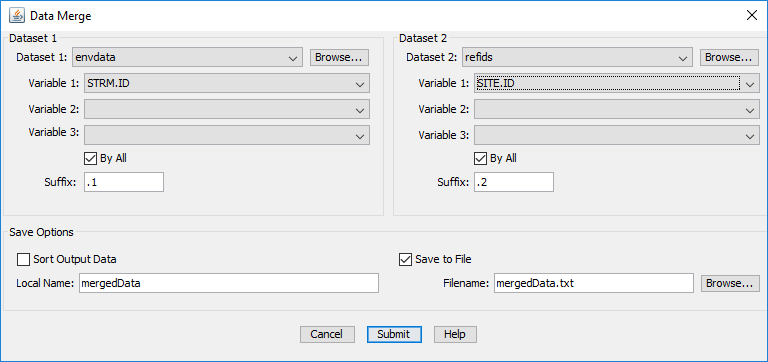 Data Merge
Dataset 1
Dataset 1: envdata Browse...
Variable 1: STRM.ID
Variable 2:
Variable 3:
By All
Suffix: .1
Dataset 2
Dataset 2: refids Browse...
Variable 1: SITE.ID
Variable 2:
Variable 3:
By All
Suffix: .2
Save Options
Sort Output Data Save to File
Local Name: mergedData Filename: mergedData.txt Browse...
Cancel Submit Help